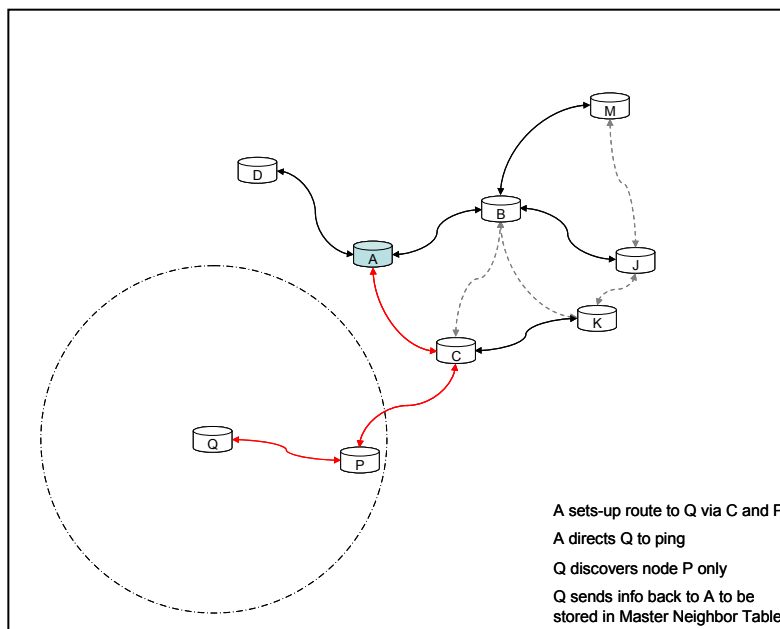 M
D
B
A
J
K
C
Q
P
A sets-up route to Q via C and P
A directs Q to ping
Q discovers node P only
Q sends info back to A to be
stored in Master Neighbor Table